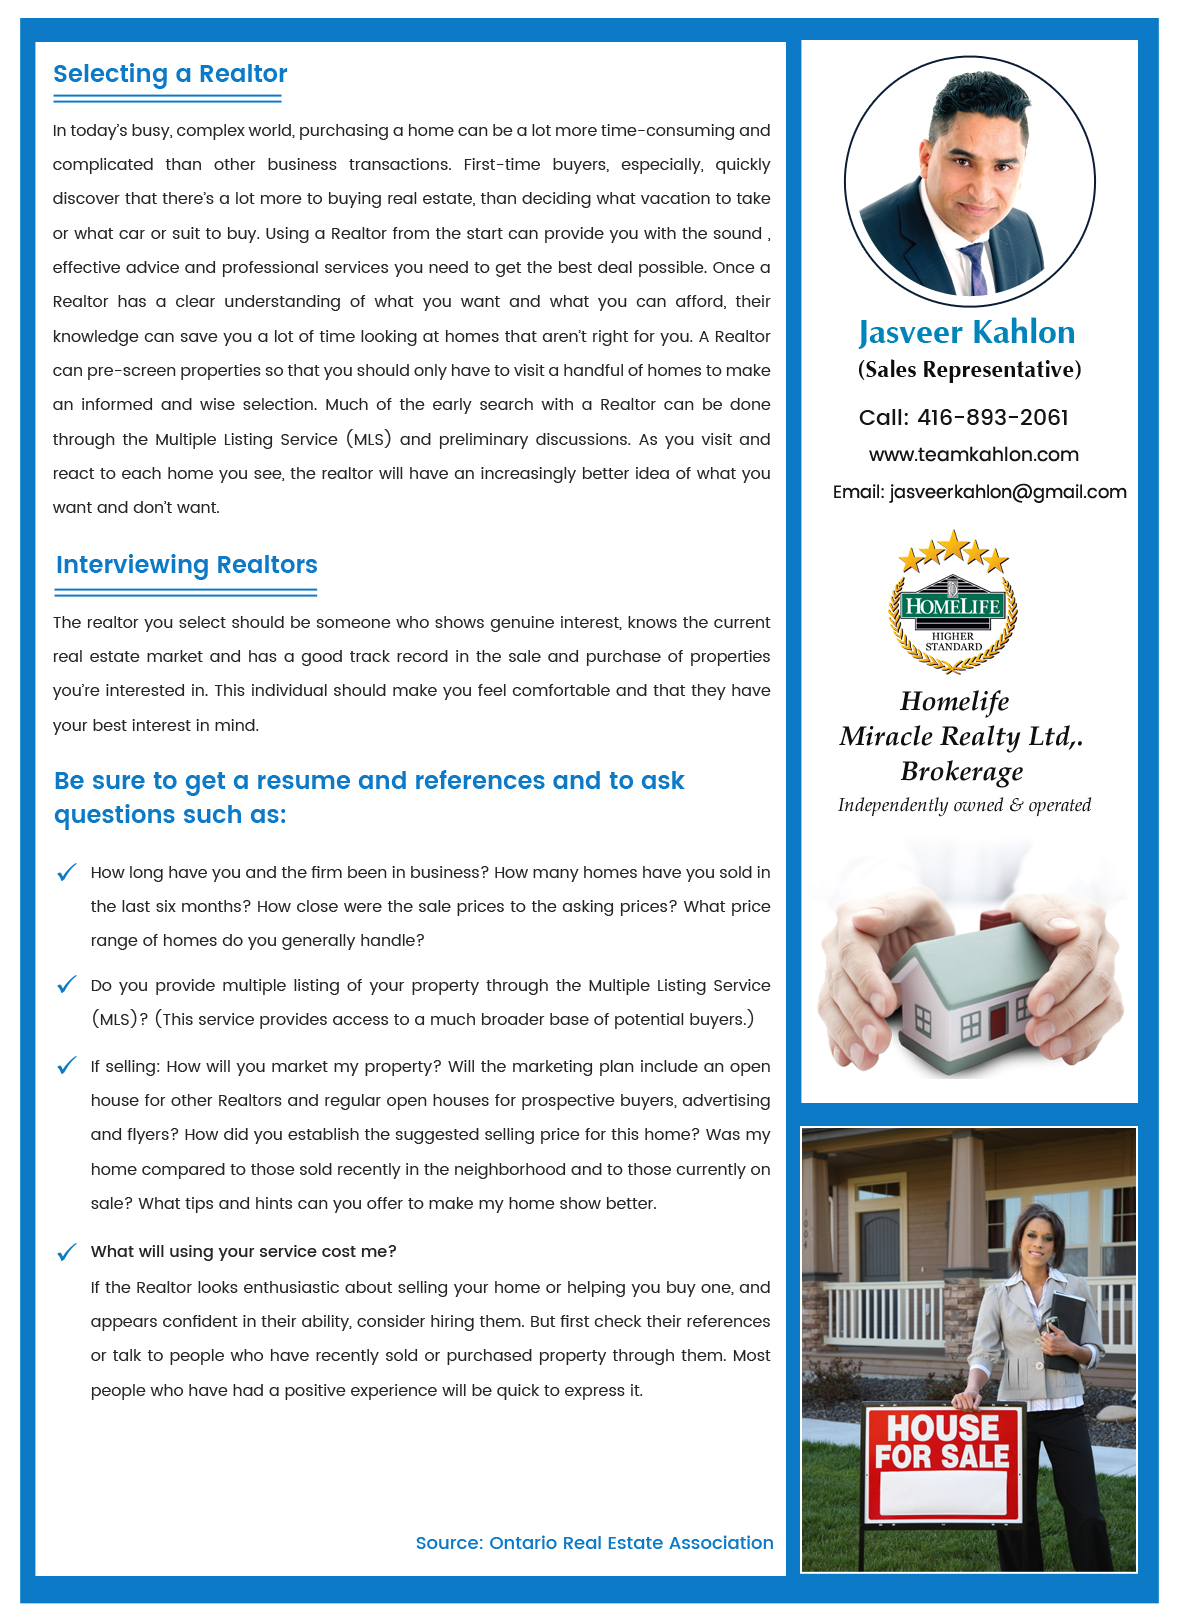 Selecting a Realtor
In today's busy, complex world, purchasing a home can be a lot more time-consuming and
complicated than other business transactions. First-time buyers, especially, quickly
discover that there's a lot more to buying real estate, than deciding what vacation to take
or what car or suit to buy. Using a Realtor from the start can provide you with the sound ,
effective advice and professional services you need to get the best deal possible. Once a
Realtor has a clear understanding of what you want and what you can afford, their
knowledge can save you a lot of time looking at homes that aren't right for you. A Realtor
can pre-screen properties so that you should only have to visit a handful of homes to make
an informed and wise selection. Much of the early search with a Realtor can be done
through the Multiple Listing Service (MLS) and preliminary discussions. As you visit and
react to each home you see, the realtor will have an increasingly better idea of what you
want and don't want.
Interviewing Realtors
The realtor you select should be someone who shows genuine interest, knows the current
real estate market and has a good track record in the sale and purchase of properties
you're interested in. This individual should make you feel comfortable and that they have
your best interest in mind.
Be sure to get a resume and references and to ask
questions such as:
How long have you and the firm been in business? How many homes have you sold in
the last six months? How close were the sale prices to the asking prices? What price
range of homes do you generally handle?
Do you provide multiple listing of your property through the Multiple Listing Service
(MLS)? (This service provides access to a much broader base of potential buyers.)
If selling: How will you market my property? Will the marketing plan include an open
house for other Realtors and regular open houses for prospective buyers, advertising
and flyers? How did you establish the suggested selling price for this home? Was my
home compared to those sold recently in the neighborhood and to those currently on
sale? What tips and hints can you offer to make my home show better.
What will using your service cost me?
If the Realtor looks enthusiastic about selling your home or helping you buy one, and
appears confident in their ability, consider hiring them. But first check their references
or talk to people who have recently sold or purchased property through them. Most
people who have had a positive experience will be quick to express it.
Source: Ontario Real Estate Association
Jasveer Kahlon
(Sales Representative)
Call: 416-893-2061
www.teamkahlon.com
Email: jasveerkahlon@gmail.com
HOMELIFE
HIGHER
STANDARD
Homelife
Miracle Realty Ltd,.
Brokerage
Independently owned & operated
1004
HOUSE
FOR SALE